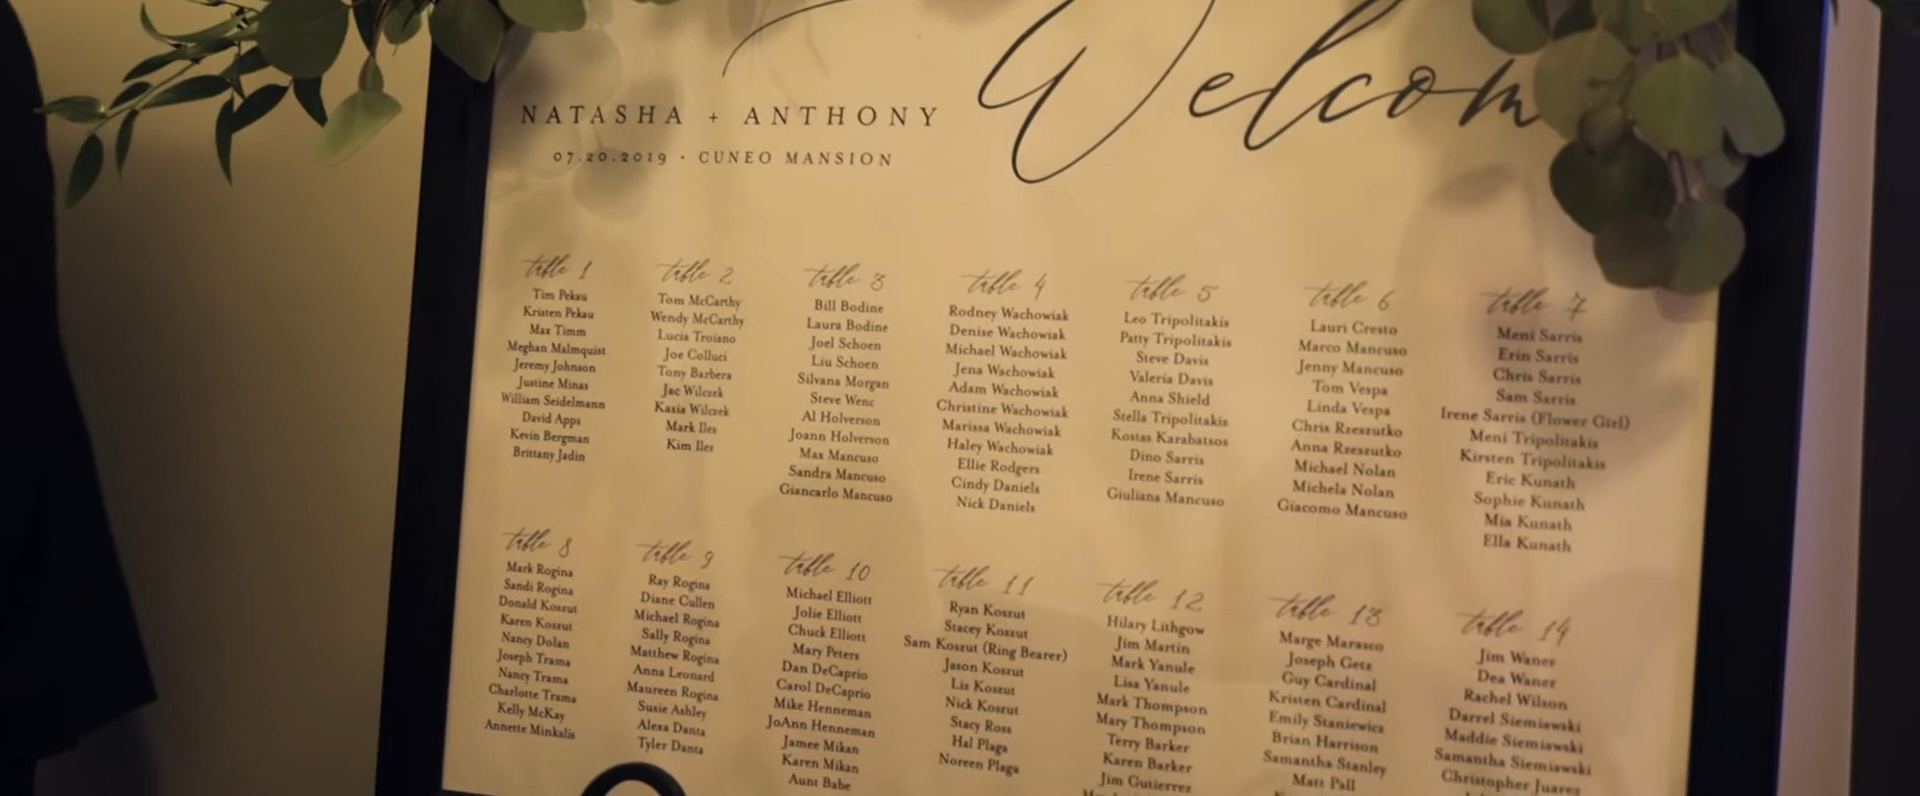 Welcom
NATASHA + ANTHONY
07.20.2019 · CUNEO MANSION
table 1
Tim Pekau
Kristen Pekau
Max Timm
Meghan Malmquist
Jeremy Johnson
Justine Minas
William Seidelmann
David Apps
Kevin Bergman
Brittany Jadin
table 2
Tom McCarthy
Wendy McCarthy
Lucia Troiano
Joe Colluci
Tony Barbera
Jac Wilczek
Kasia Wilczek
Mark Iles
Kim Iles
table 3
Bill Bodine
Laura Bodine
Joel Schoen
Liu Schoen
Silvana Morgan
Steve Wenc
Al Holverson
Joann Holverson
Max Mancuso
Sandra Mancuso
Giancarlo Mancuso
table 4
Rodney Wachowiak
Denise Wachowiak
Michael Wachowiak
Jena Wachowiak
Adam Wachowiak
Christine Wachowiak
Marissa Wachowiak
Haley Wachowiak
Ellie Rodgers
Cindy Daniels
Nick Daniels
table 5
Leo Tripolitakis
Patty Tripolitakis
Steve Davis
Valeria Davis
Anna Shield
Stella Tripolitakis
Kostas Karabatsos
Dino Sarris
Irene Sarris
Giuliana Mancuso
table 6
Lauri Cresto
Marco Mancuso
Jenny Mancuso
Tom Vespa
Linda Vespa
Chris Rzeszutko
Anna Rzeszutko
Michael Nolan
Michela Nolan
Giacomo Mancuso
table 7
Meni Sarris
Erin Sarris
Chris Sarris
Sam Sarris
Irene Sarris (Flower Girl)
Meni Tripolitakis
Kirsten Tripolitakis
Eric Kunath
Sophie Kunath
Mia Kunath
Ella Kunath
table 8
Mark Rogina
Sandi Rogina
Donald Koszut
Karen Koszut
Nancy Dolan
Joseph Trama
Nancy Trama
Charlotte Trama
Kelly McKay
Annette Minkalis
table 9
Ray Rogina
Diane Cullen
Michael Rogina
Sally Rogina
Matthew Rogina
Anna Leonard
Maureen Rogina
Susie Ashley
Alexa Danta
Tyler Danta
table 10
Michael Elliott
Jolie Elliott
Chuck Elliott
Mary Peters
Dan DeCaprio
Carol DeCaprio
Mike Henneman
JoAnn Henneman
Jamee Mikan
Karen Mikan
Aunt Babe
table 11
Ryan Koszut
Stacey Koszut
Sam Koszut (Ring Bearer)
Jason Koszut
Liz Koszut
Nick Koszut
Stacy Ross
Hal Plaga
Noreen Plaga
table 12
Hilary Lithgow
Jim Martin
Mark Yanule
Lisa Yanule
Mark Thompson
Mary Thompson
Terry Barker
Karen Barker
Jim Gutierrez
table 13
Marge Marasco
Joseph Getz
Guy Cardinal
Kristen Cardinal
Emily Staniewicz
Brian Harrison
Samantha Stanley
Matt Pall
table 14
Jim Waner
Dea Waner
Rachel Wilson
Darrel Siemiawski
Maddie Siemiawski
Samantha Siemiawski
Christopher Juarez